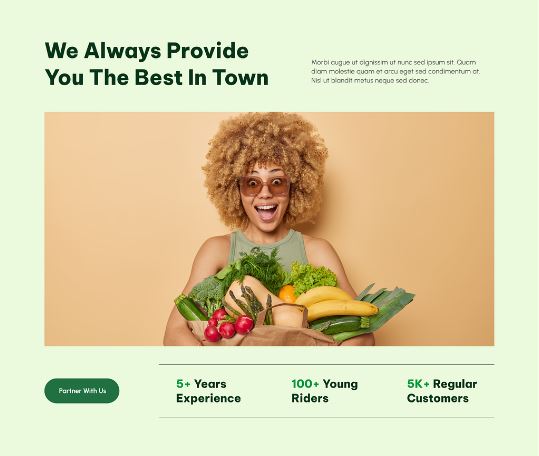 We Always Provide
You The Best In Town
Morbi augue ut dignissim ut nunc sed ipsum sit. Quam
diam molestie quam et arcu eget sed condimentum at.
Nisi ut blandit metus neque sed donec.
Partner With Us
5+ Years
Experience
100+ Young
Riders
5K+ Regular
Customers